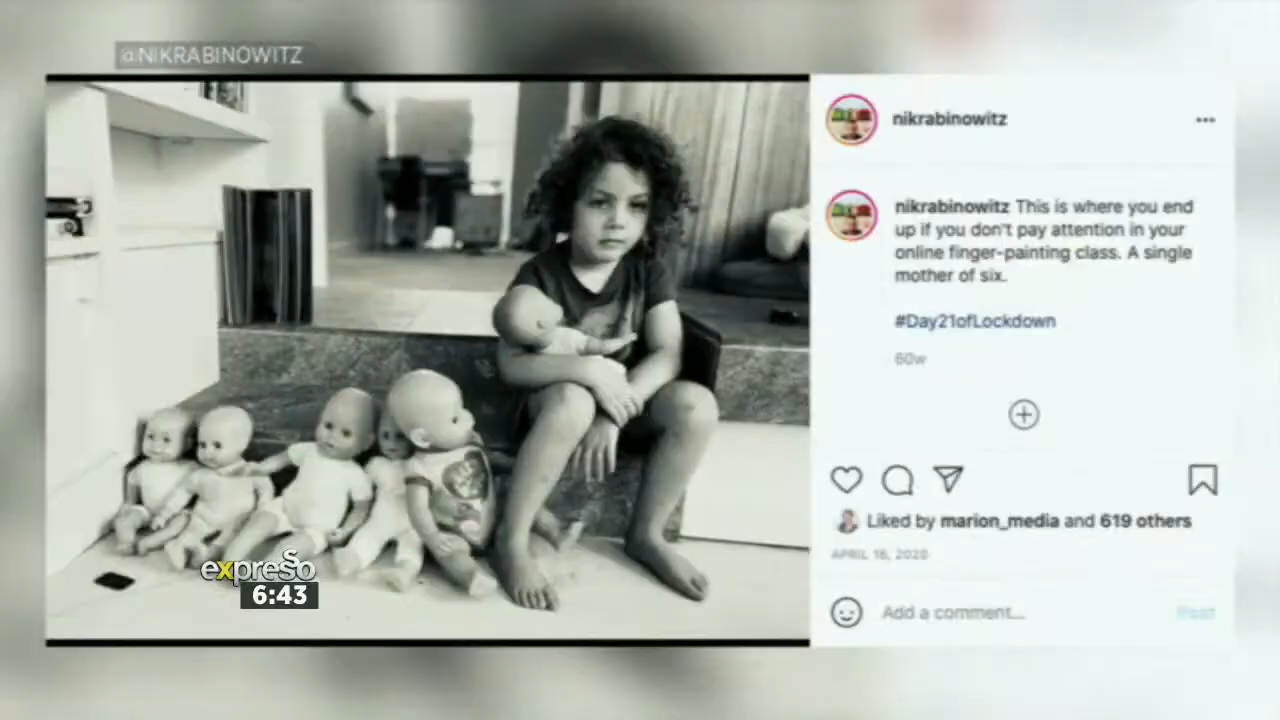 @NIKRABINOWITZ
nikrabinowitz
nikrabinowitz This is where you end
up if you don't pay attention in your
online finger-painting class. A single
mother of six.
#Day21ofLockdown
60w
Liked by marion_media and 619 others
APRIL 16, 2020
Add a comment...
Post
expresso
6:43